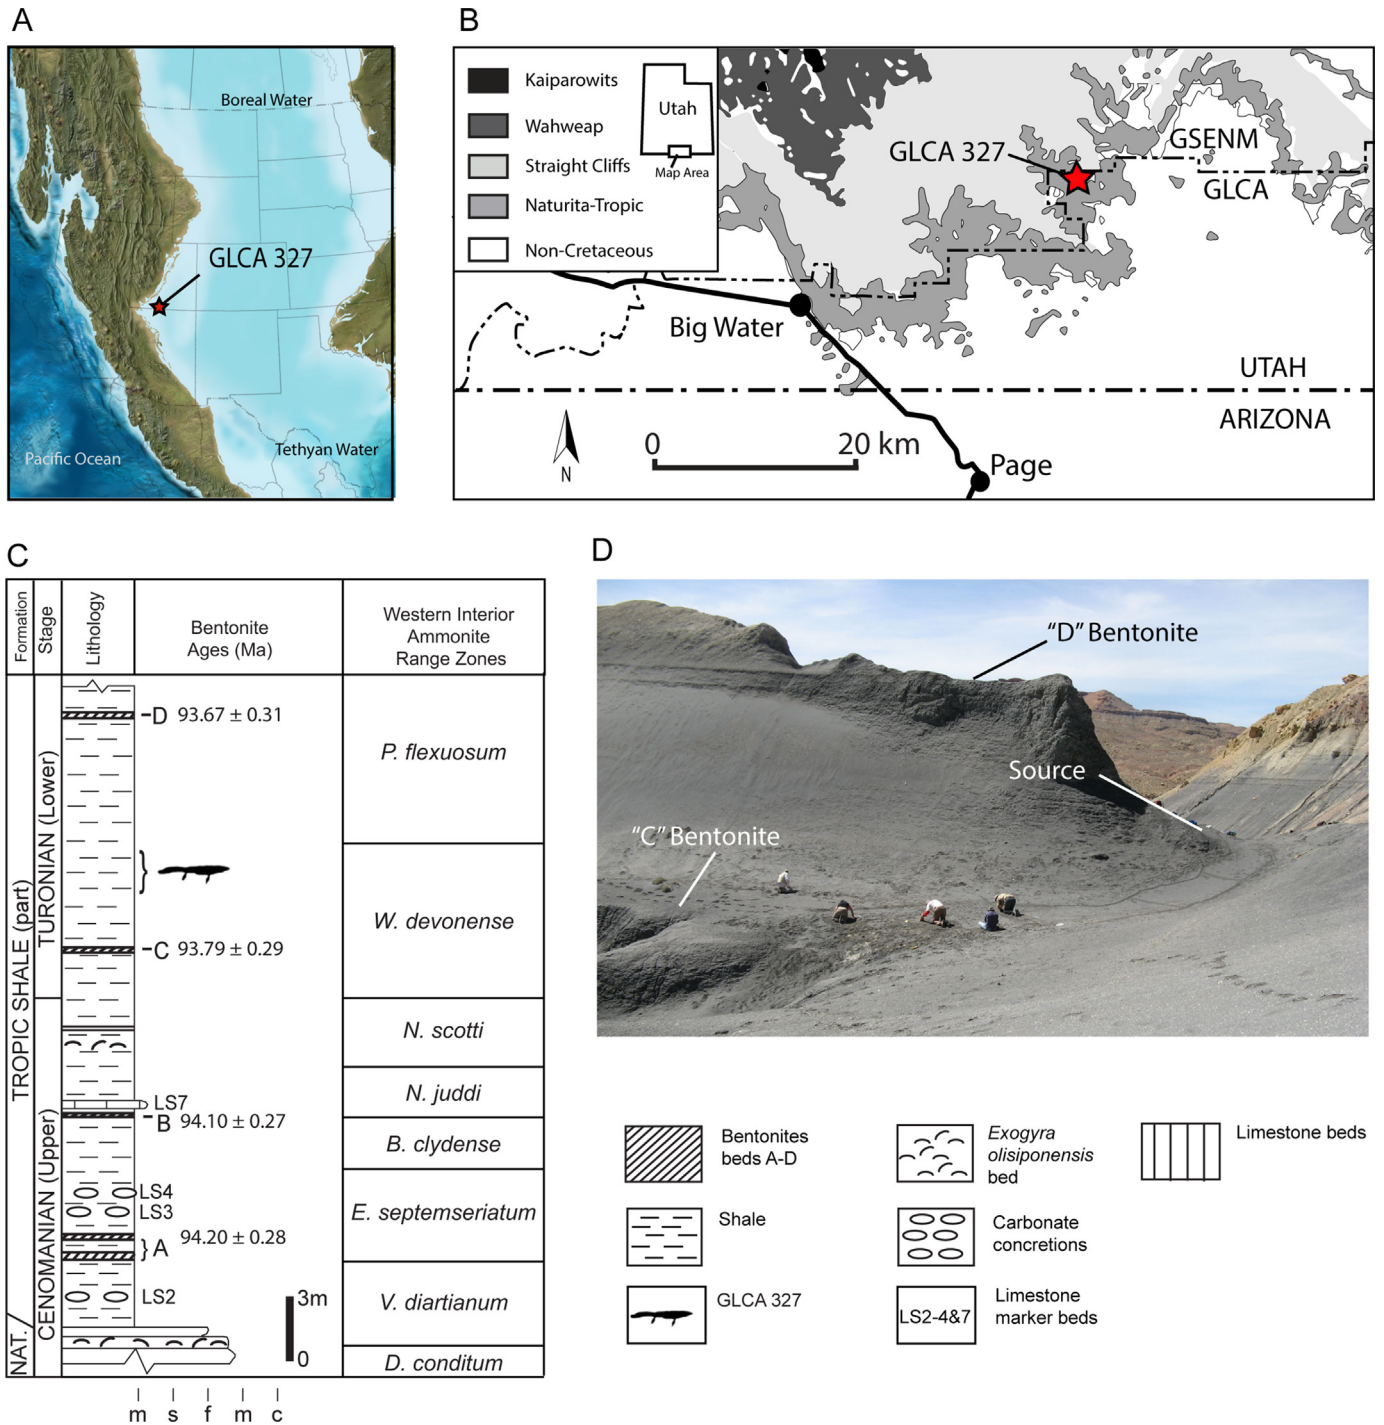 A
Boreal Water
GLCA 327
Pacific Ocean
Tethyan Water
B
Kaiparowits
Wahweap
Straight Cliffs
Naturita-Tropic
Non-Cretaceous
Utah
Map Area
GLCA 327
GSENM
GLCA
Big Water
UTAH
ARIZONA
N
0
20 km
Page
C
Formation
Stage
Lithology
Bentonite
Ages (Ma)
Western Interior
Ammonite
Range Zones
TROPIC SHALE (part)
NAT.
TURONIAN (Lower)
CENOMANIAN (Upper)
D 93.67 ± 0.31
C 93.79 ± 0.29
LS7
B 94.10 ± 0.27
LS4
LS3
94.20 ± 0.28
A
LS2
3m
0
P. flexuosum
W. devonense
N. scotti
N. juddi
B. clydense
E. septemseriatum
V. diartianum
D. conditum
m s f m c
D
“D” Bentonite
Source
“C” Bentonite
Bentonites
beds A-D
Shale
GLCA 327
Exogyra
olisiponensis
bed
Carbonate
concretions
LS2-4&7
Limestone
marker beds
Limestone beds